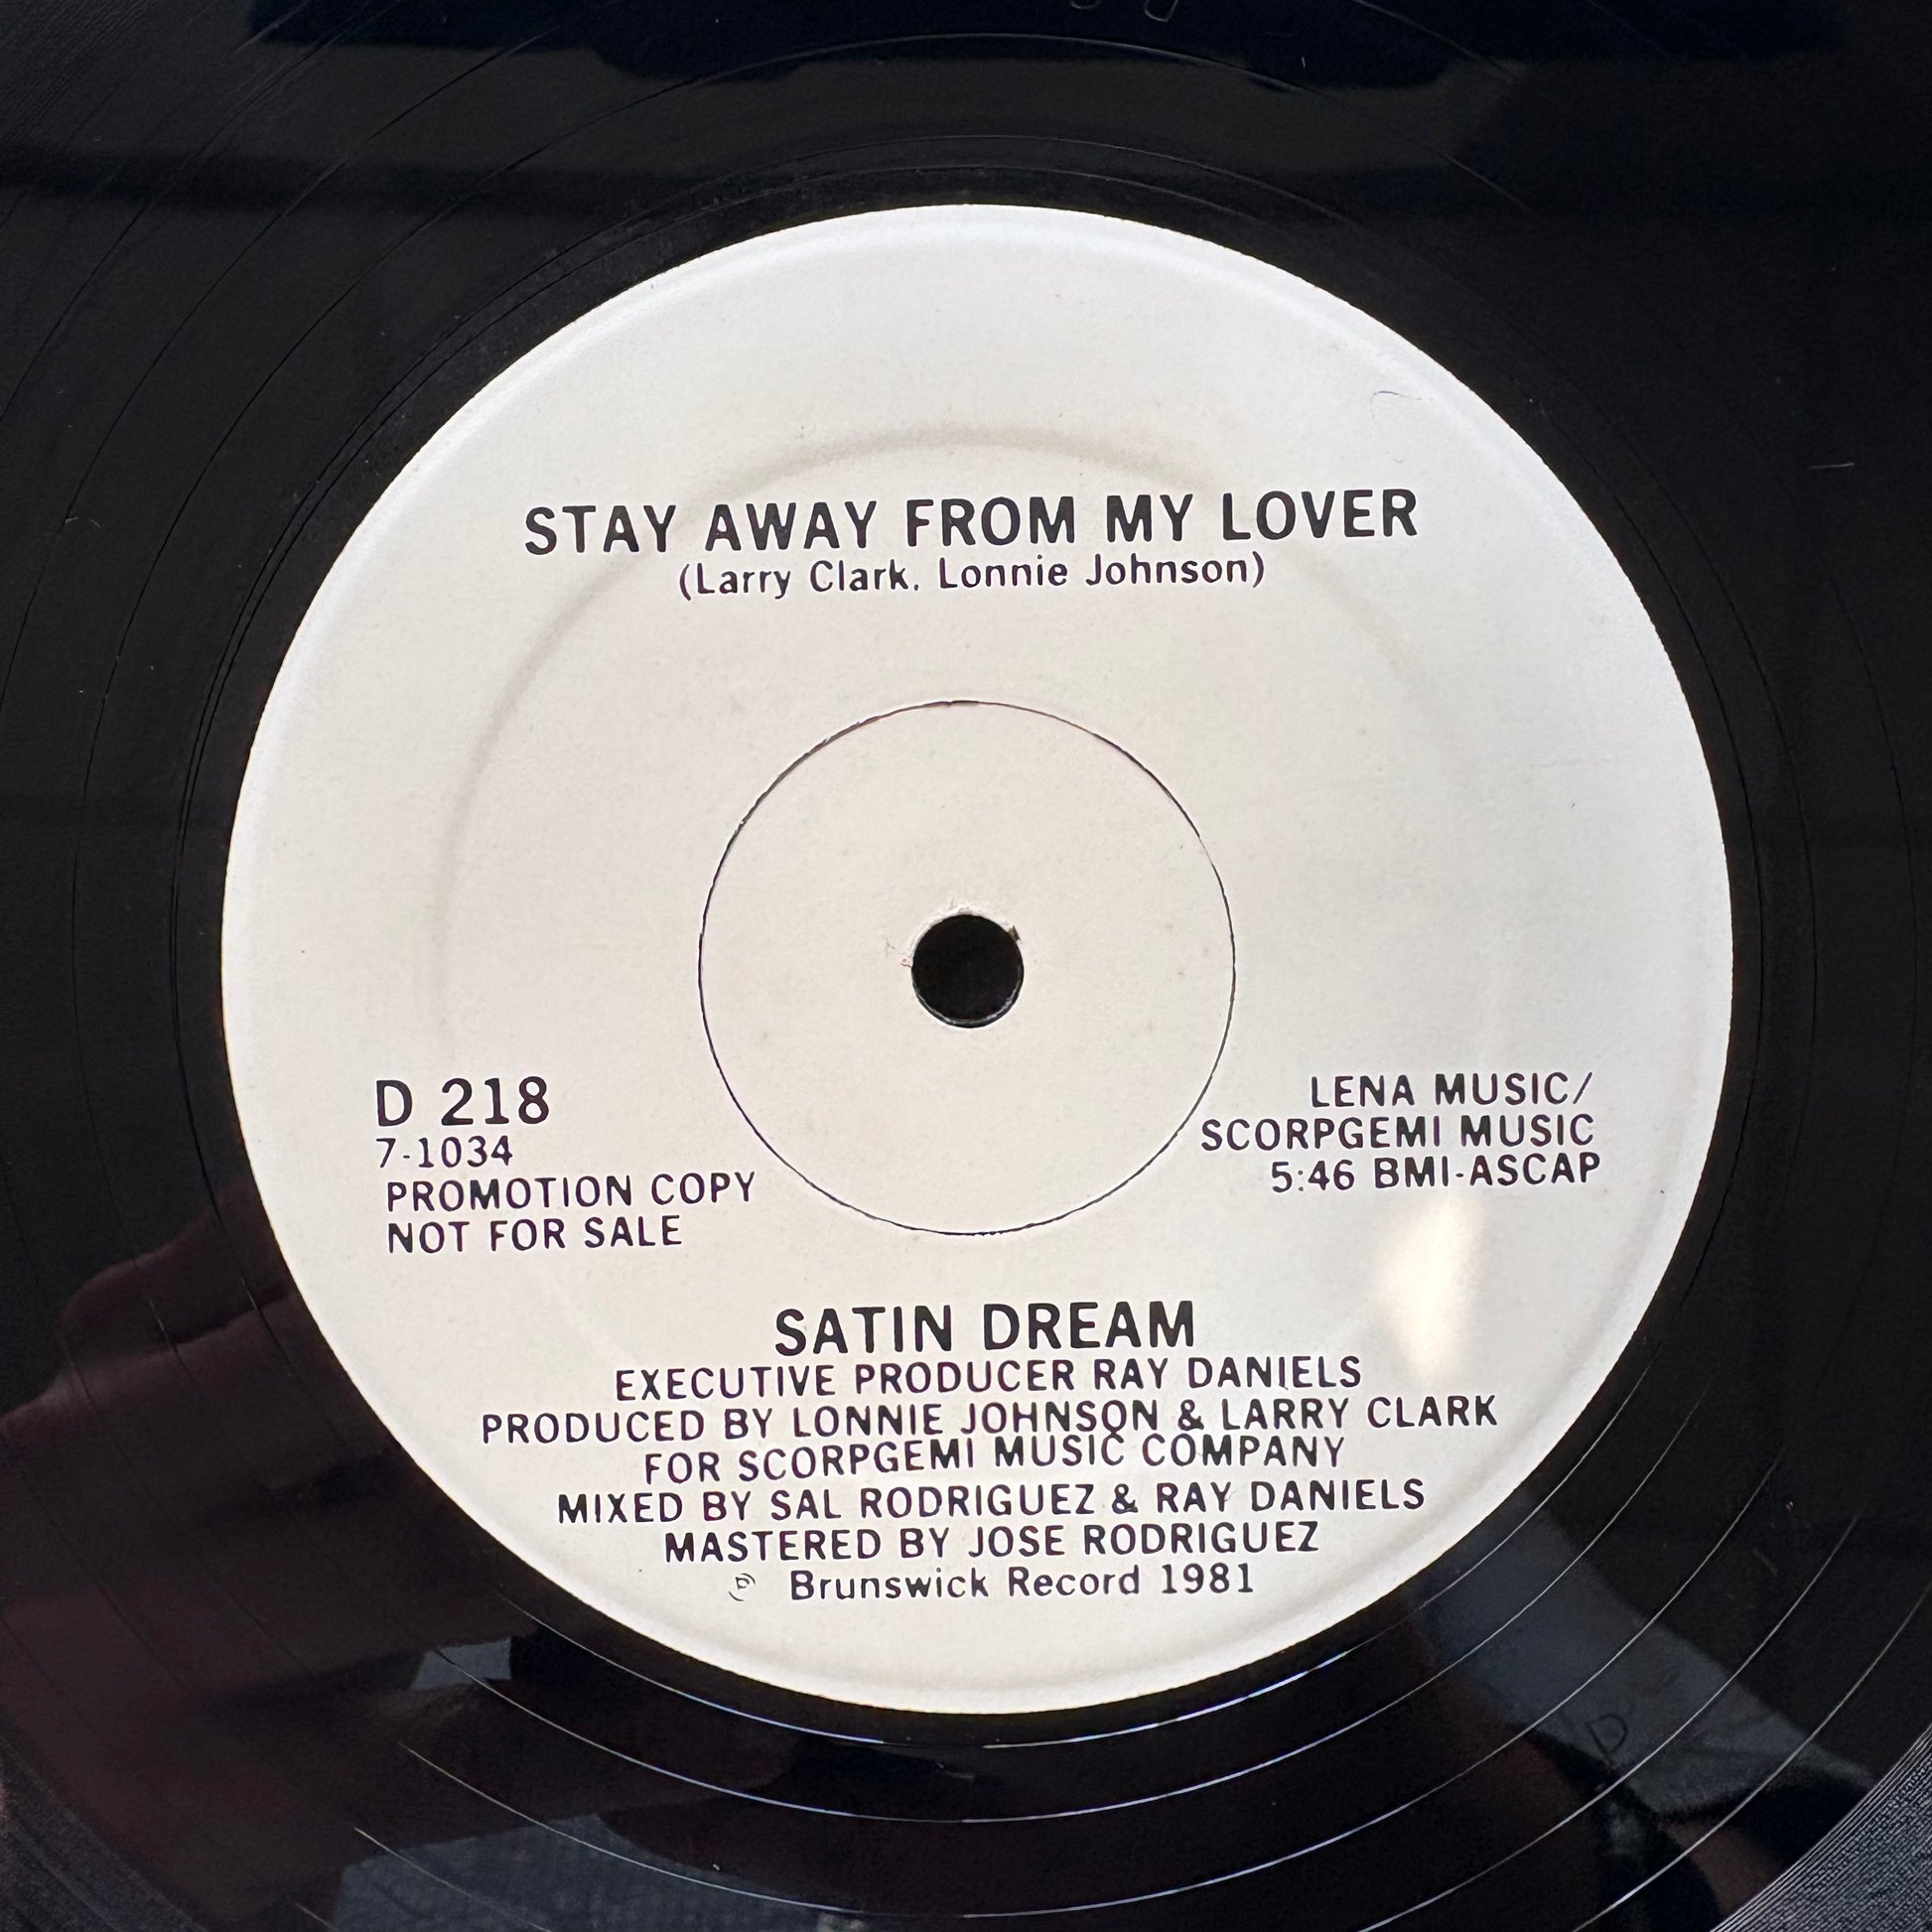 STAY AWAY FROM MY LOVER
(Larry Clark. Lonnie Johnson)
D 218
7-1034
PROMOTION COPY
NOT FOR SALE
LENA MUSIC/
SCORPGEMI MUSIC
5:46 BMI-ASCAP
SATIN DREAM
EXECUTIVE PRODUCER RAY DANIELS
PRODUCED BY LONNIE JOHNSON & LARRY CLARK
FOR SCORPGEMI MUSIC COMPANY
MIXED BY SAL RODRIGUEZ & RAY DANIELS
MASTERED BY JOSE RODRIGUEZ
℗ Brunswick Record 1981
D